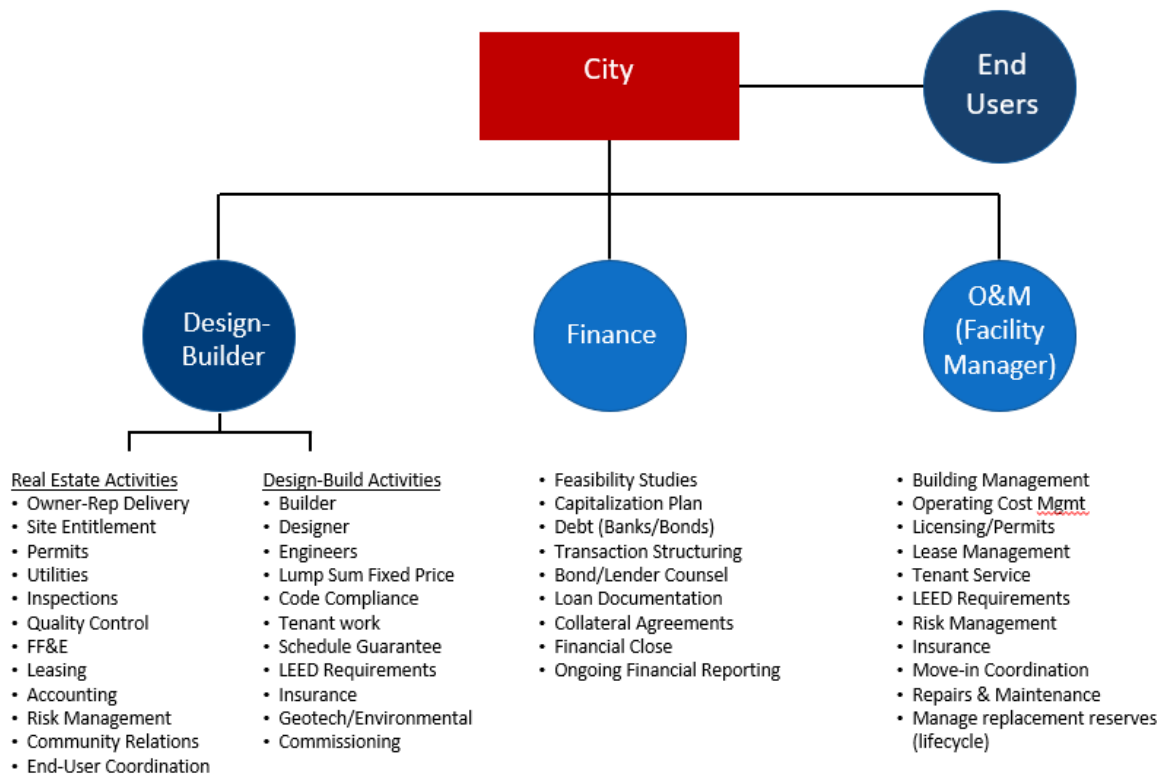 City
End
Users
Design-
Builder
Finance
O&M
(Facility
Manager)
Real Estate Activities
• Owner-Rep Delivery
• Site Entitlement
• Permits
• Utilities
• Inspections
• Quality Control
• FF&E
• Leasing
• Accounting
• Risk Management
• Community Relations
• End-User Coordination
Design-Build Activities
• Builder
• Designer
• Engineers
• Lump Sum Fixed Price
• Code Compliance
• Tenant work
• Schedule Guarantee
• LEED Requirements
• Insurance
• Geotech/Environmental
• Commissioning
• Feasibility Studies
• Capitalization Plan
• Debt (Banks/Bonds)
• Transaction Structuring
• Bond/Lender Counsel
• Loan Documentation
• Collateral Agreements
• Financial Close
• Ongoing Financial Reporting
• Building Management
• Operating Cost Mgmt
• Licensing/Permits
• Lease Management
• Tenant Service
• LEED Requirements
• Risk Management
• Insurance
• Move-in Coordination
• Repairs & Maintenance
• Manage replacement reserves
(lifecycle)